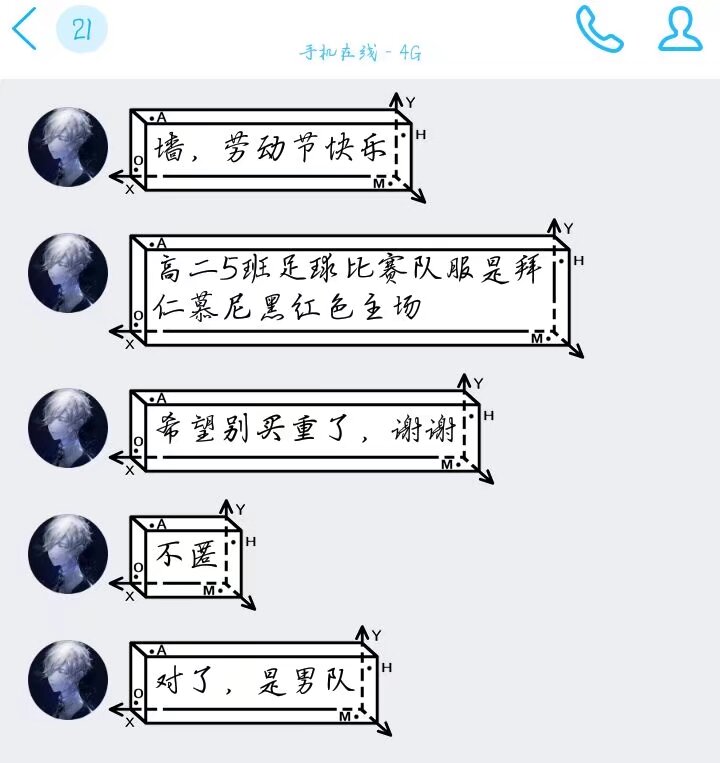 21
手机在线 - 4G
墙，劳动节快乐
高二5班足球比赛队服是拜
仁慕尼黑红色主场
希望别买重了，谢谢
不匿
对了，是男队